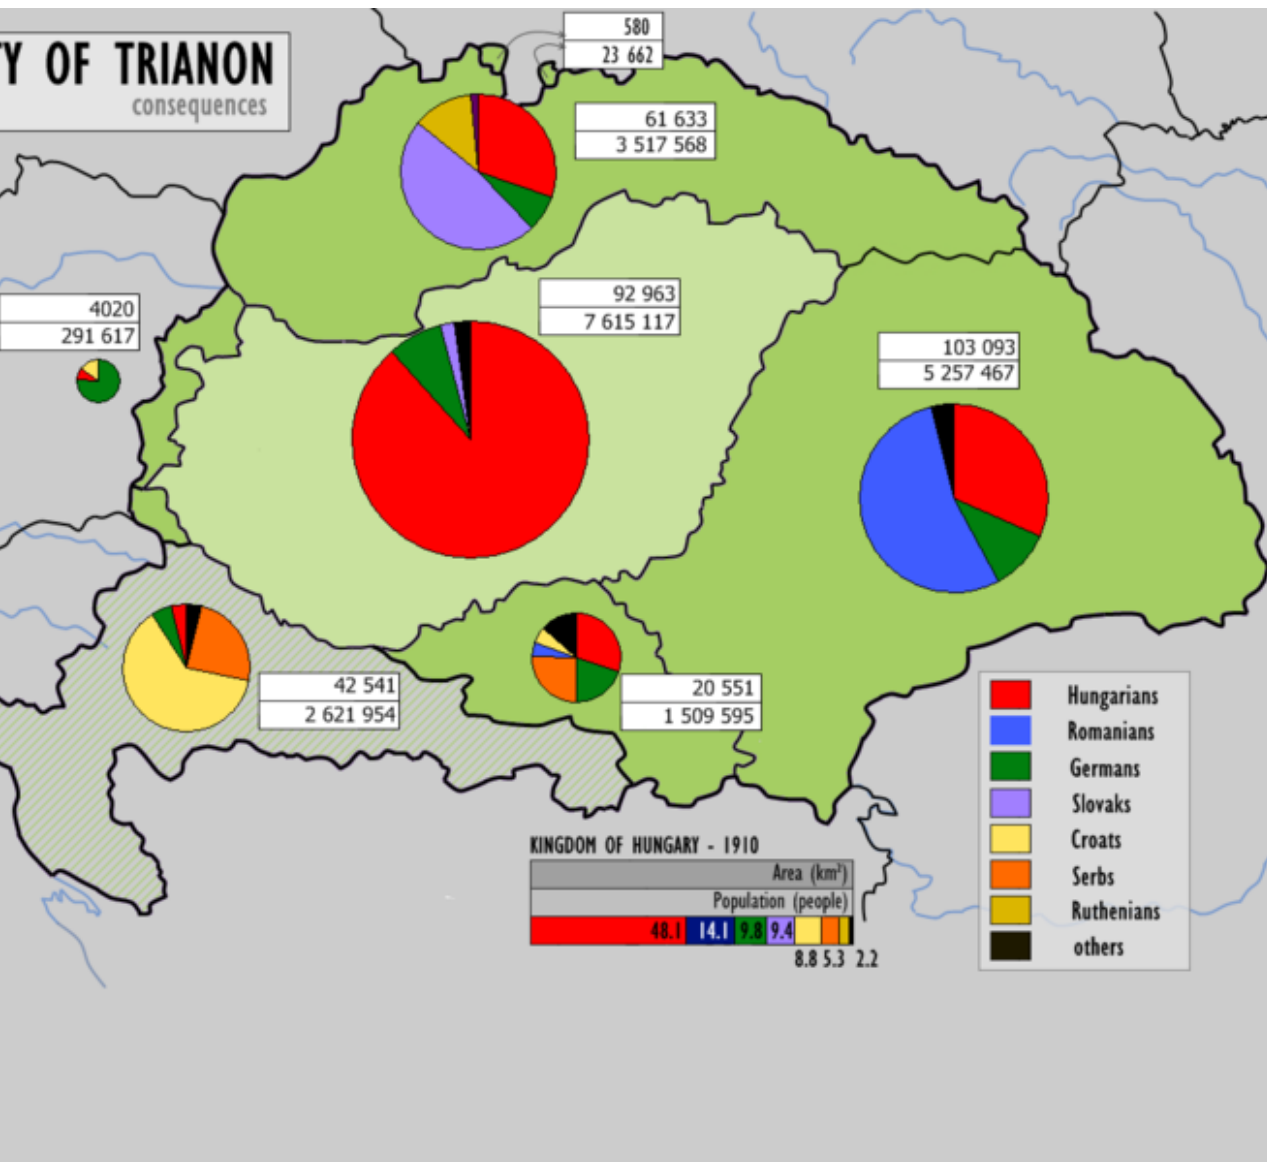 TY OF TRIANON
consequences
580
23 662
61 633
3 517 568
92 963
7 615 117
4020
291 617
103 093
5 257 467
42 541
2 621 954
20 551
1 509 595
Hungarians
Romanians
Germans
Slovaks
Croats
Serbs
Ruthenians
others
KINGDOM OF HUNGARY - 1910
Area (km²)
Population (people)
48.1 14.1 9.8 9.4
8.8 5.3 2.2